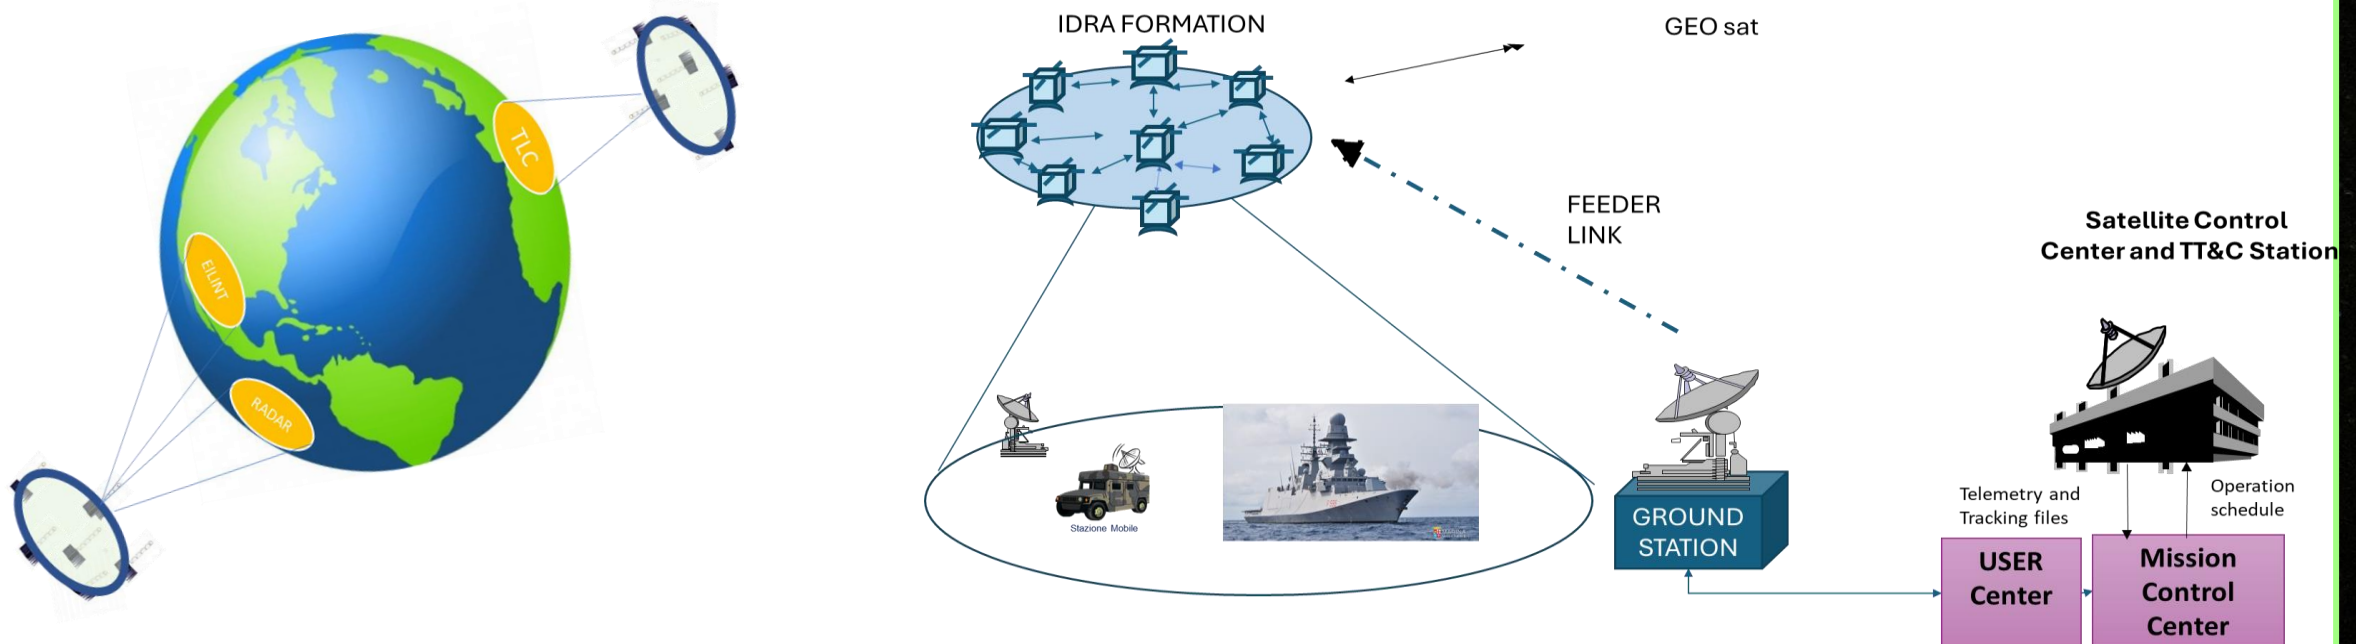 IDRA FORMATION
GEO sat
TLC
EILINT
RADAR
FEEDER
LINK
Satellite Control
Center and TT&C Station
Stazione Mobile
GROUND
STATION
Telemetry and
Tracking files
Operation
schedule
USER
Center
Mission
Control
Center